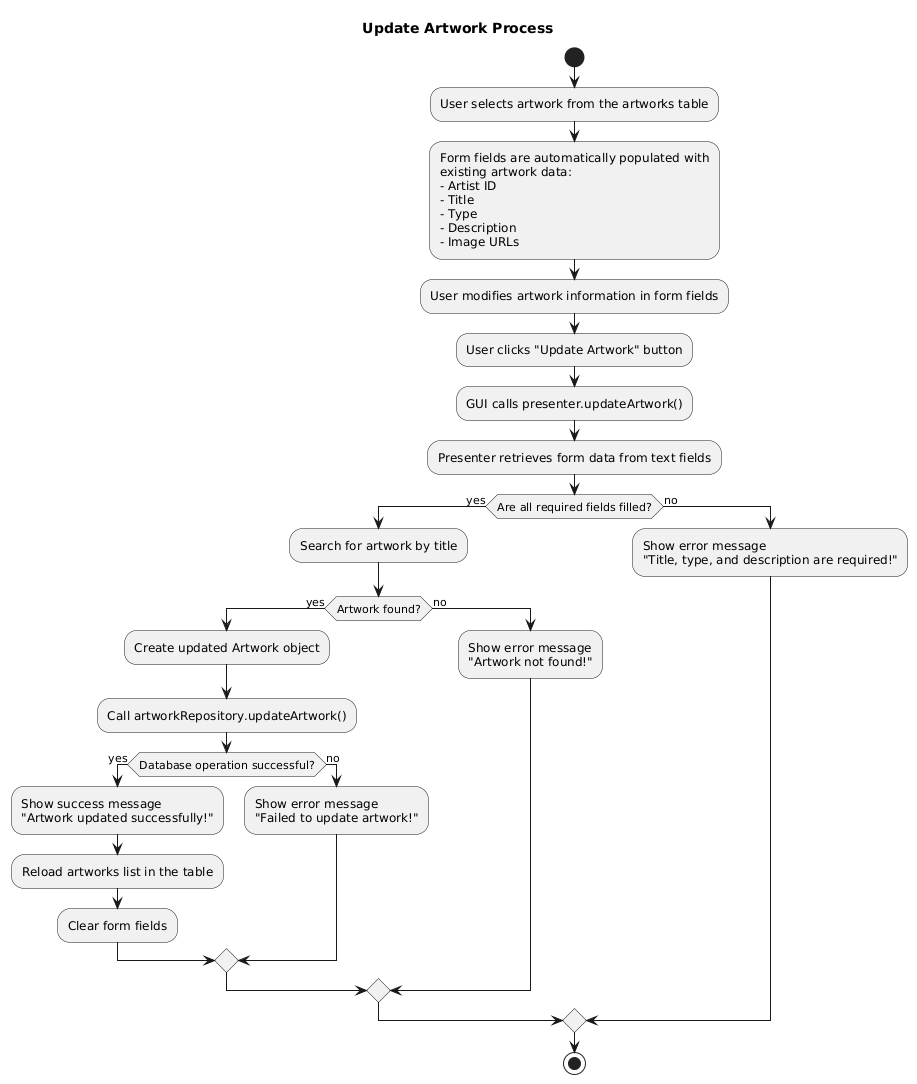 Update Artwork Process
User selects artwork from the artworks table
Form fields are automatically populated with
existing artwork data:
- Artist ID
- Title
- Type
- Description
- Image URLs
User modifies artwork information in form fields
User clicks "Update Artwork" button
GUI calls presenter.updateArtwork()
Presenter retrieves form data from text fields
yes
Are all required fields filled?
no
Search for artwork by title
Show error message
"Title, type, and description are required!"
yes
Artwork found?
no
Create updated Artwork object
Show error message
"Artwork not found!"
Call artworkRepository.updateArtwork()
yes
Database operation successful?
no
Show success message
"Artwork updated successfully!"
Show error message
"Failed to update artwork!"
Reload artworks list in the table
Clear form fields